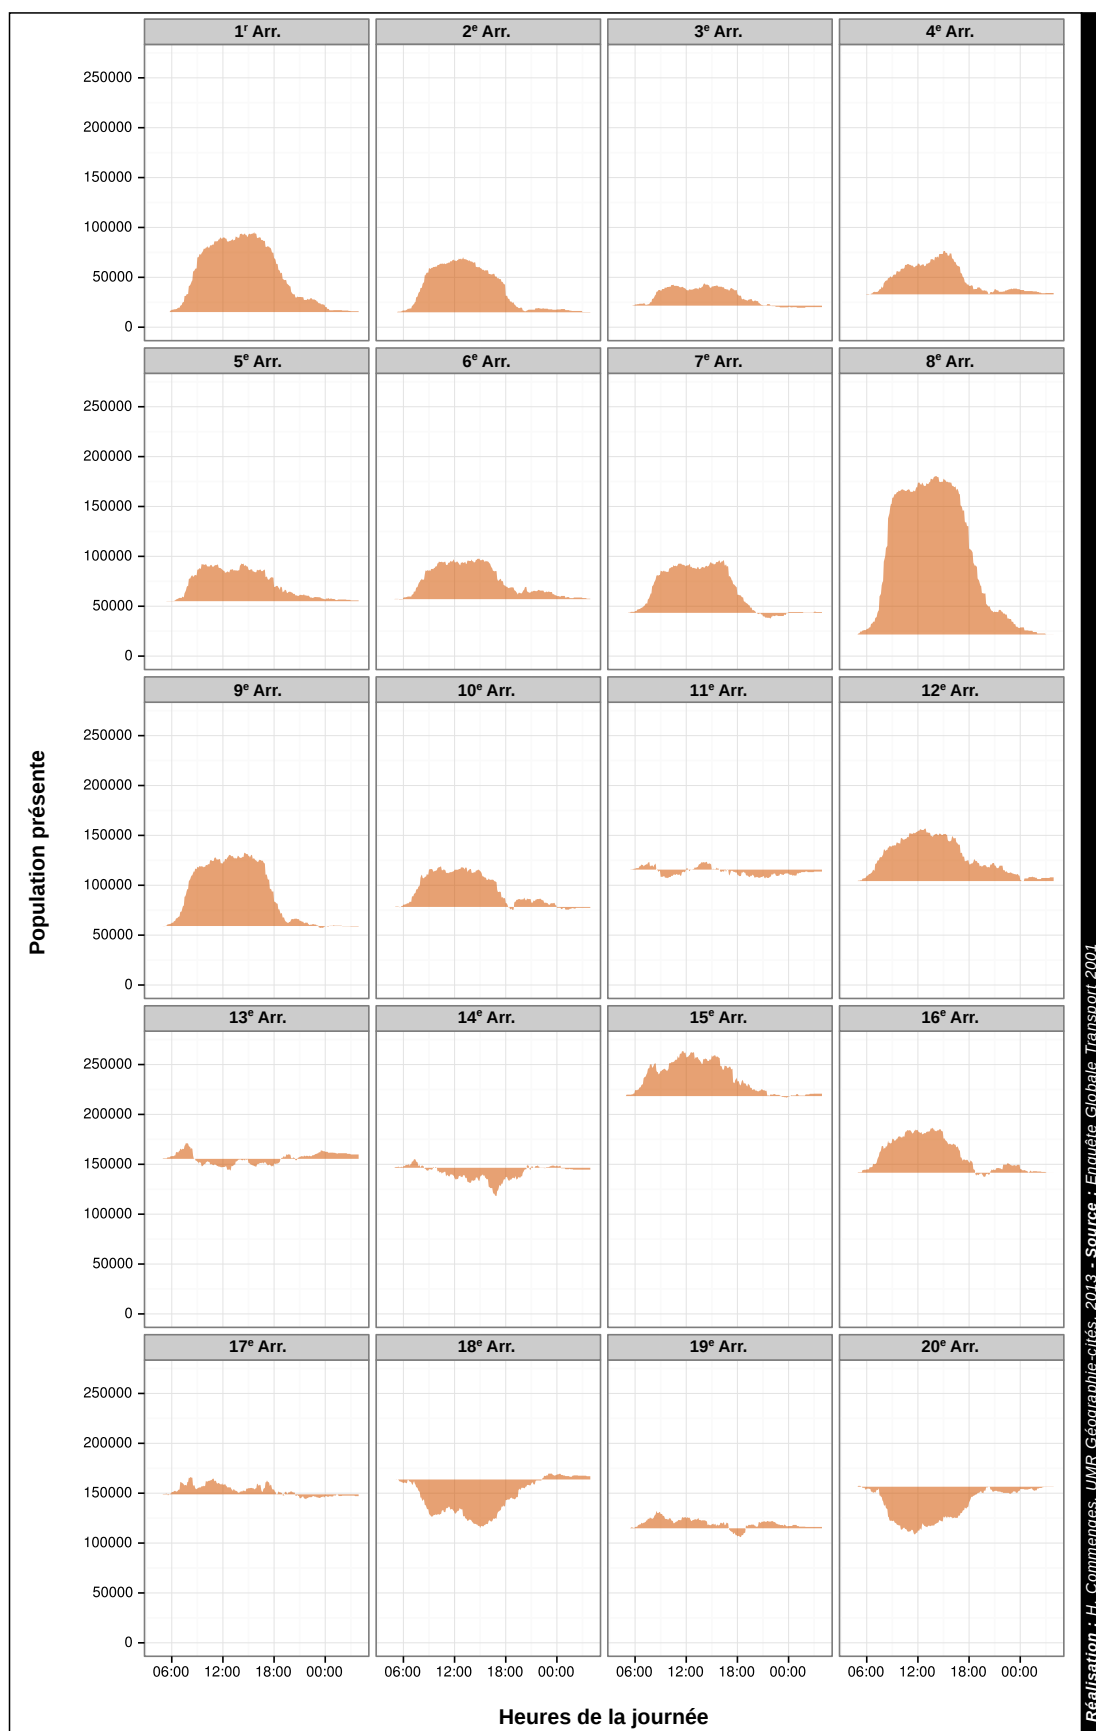 1r Arr.
2e Arr.
3e Arr.
4e Arr.
250000
200000
150000
100000
50000
0
5e Arr.
6e Arr.
7e Arr.
8e Arr.
250000
200000
150000
100000
50000
0
9e Arr.
10e Arr.
11e Arr.
12e Arr.
250000
200000
150000
100000
50000
0
13e Arr.
14e Arr.
15e Arr.
16e Arr.
250000
200000
150000
100000
50000
0
17e Arr.
18e Arr.
19e Arr.
20e Arr.
250000
200000
150000
100000
50000
0
06:00 12:00 18:00 00:00
06:00 12:00 18:00 00:00
06:00 12:00 18:00 00:00
06:00 12:00 18:00 00:00
Heures de la journée
Population présente
Réalisation : H. Commenges, UMR Géographie-cités, 2013 - Source : Enquête Globale Transport 2001